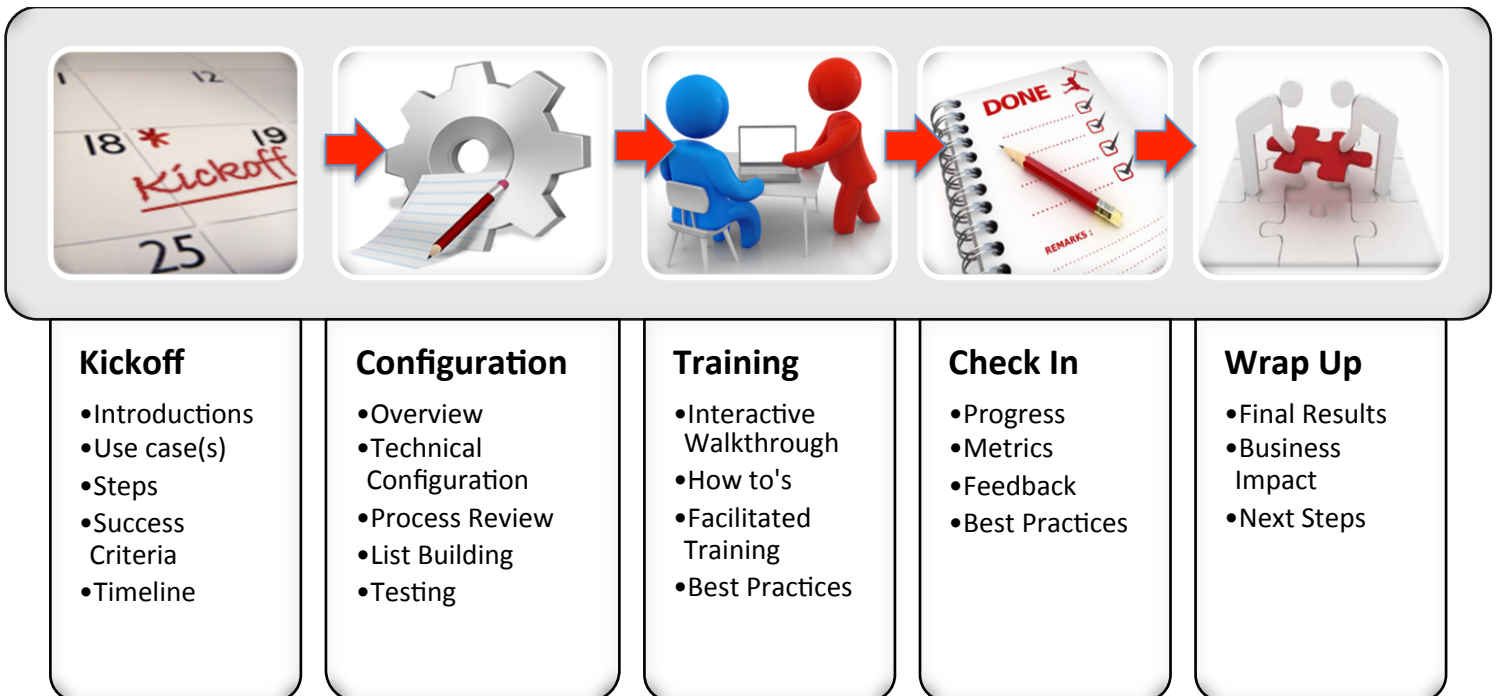 1
12
18 * 19
Kickoff
25
DONE
REMARKS :
Kickoff
•Introductions
•Use case(s)
•Steps
•Success
Criteria
•Timeline
Configuration
•Overview
•Technical
Configuration
•Process Review
•List Building
•Testing
Training
•Interactive
Walkthrough
•How to's
•Facilitated
Training
•Best Practices
Check In
•Progress
•Metrics
•Feedback
•Best Practices
Wrap Up
•Final Results
•Business
Impact
•Next Steps